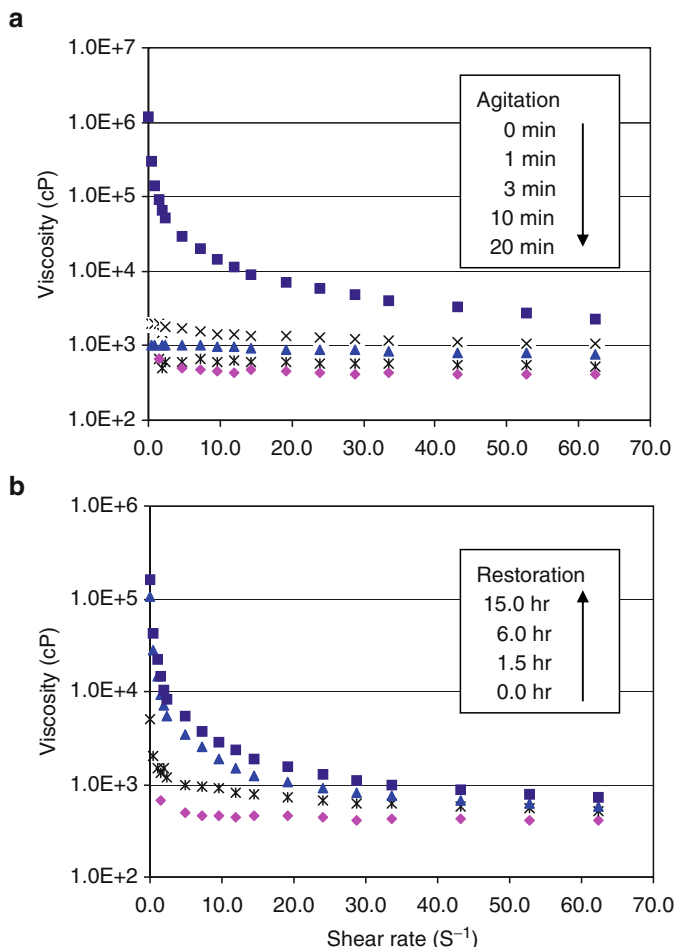 a
1.0E+7
1.0E+6
1.0E+5
1.0E+4
1.0E+3
1.0E+2
Viscosity (cP)
Agitation
0 min
1 min
3 min
10 min
20 min
0.0 10.0 20.0 30.0 40.0 50.0 60.0 70.0
b
1.0E+6
1.0E+5
1.0E+4
1.0E+3
1.0E+2
Viscosity (cP)
Restoration
15.0 hr
6.0 hr
1.5 hr
0.0 hr
0.0 10.0 20.0 30.0 40.0 50.0 60.0 70.0
Shear rate (S⁻¹)